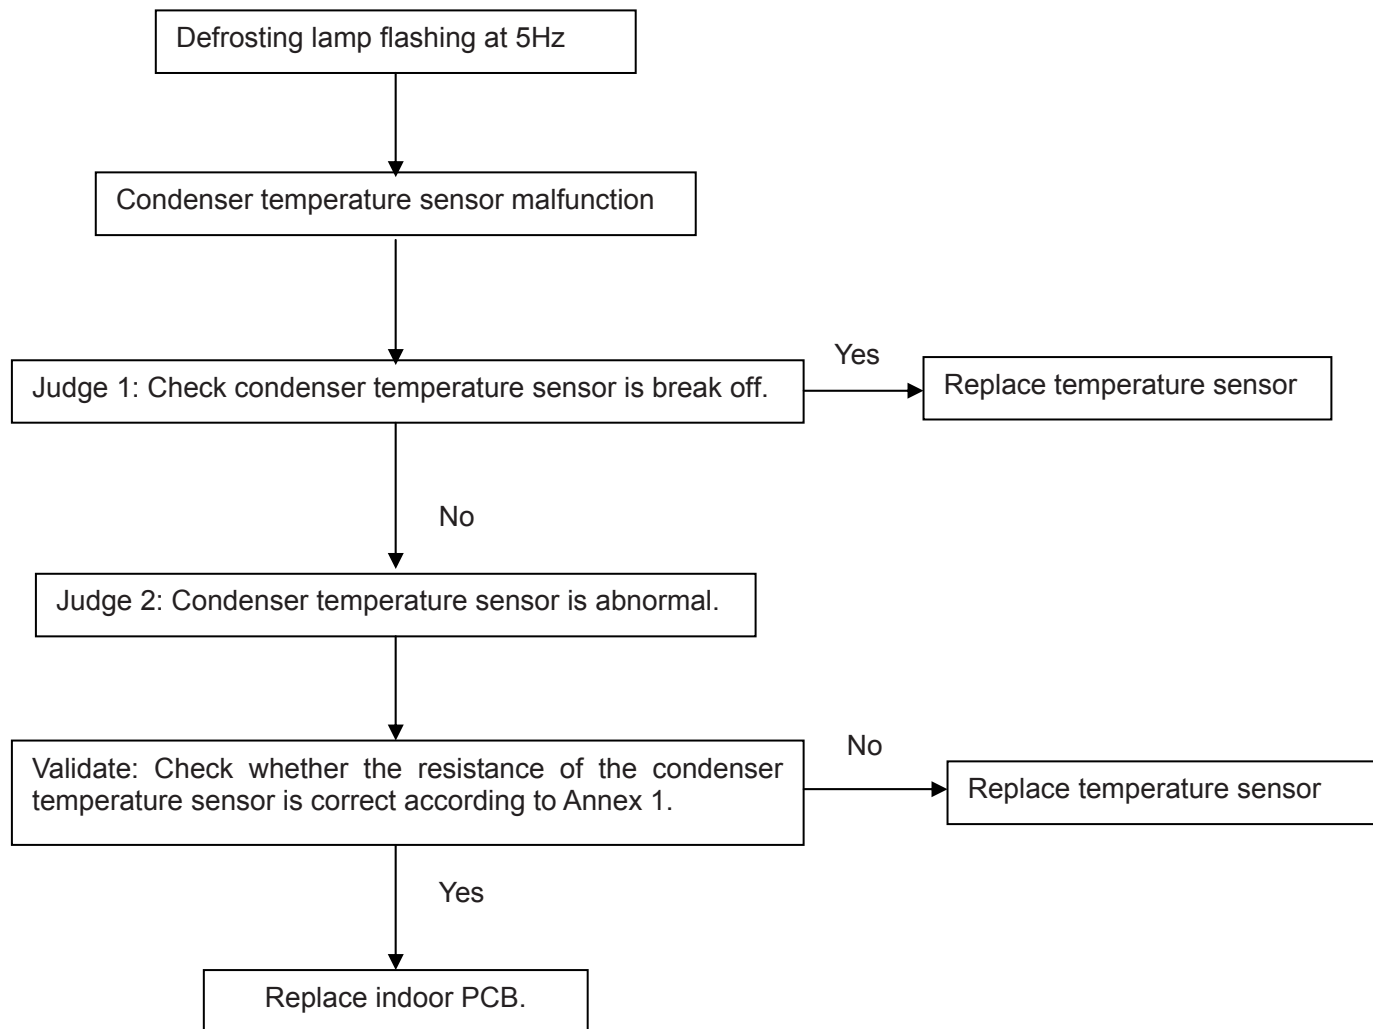 Defrosting lamp flashing at 5Hz
Condenser temperature sensor malfunction
Yes
Judge 1: Check condenser temperature sensor is break off.
Replace temperature sensor
No
Judge 2: Condenser temperature sensor is abnormal.
No
Validate: Check whether the resistance of the condenser
temperature sensor is correct according to Annex 1.
Replace temperature sensor
Yes
Replace indoor PCB.